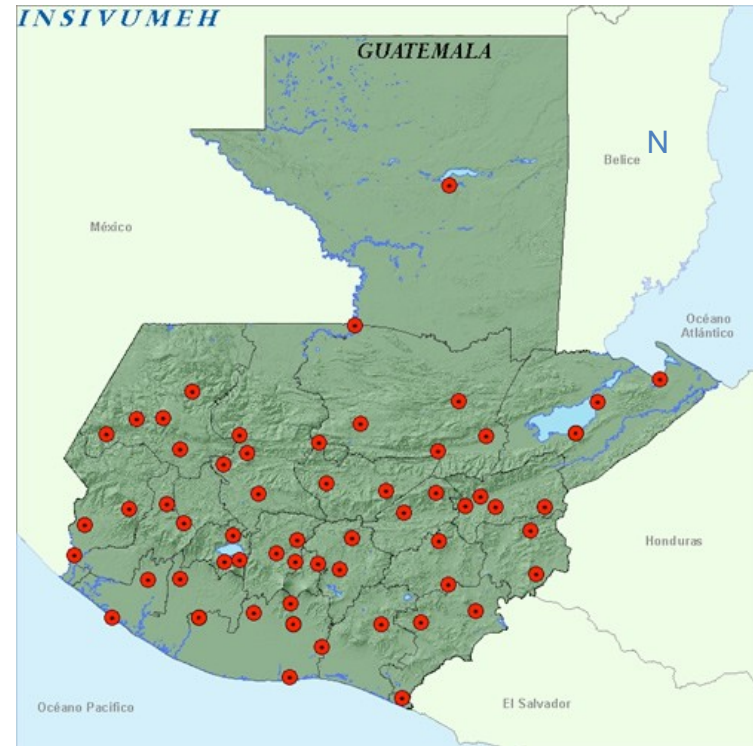 INSIVUMEH
GUATEMALA
N
Belice
México
Océano
Atlántico
Honduras
El Salvador
Océano Pacífico